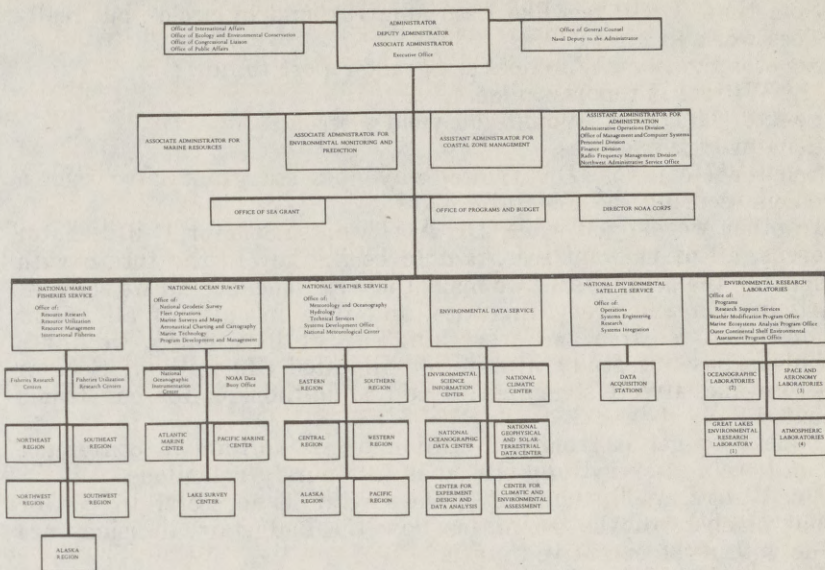 Office of International Affairs
Office of Ecology and Environmental Conservation
Office of Congressional Liaison
Office of Public Affairs
ADMINISTRATOR
DEPUTY ADMINISTRATOR
ASSOCIATE ADMINISTRATOR
Executive Office
Office of General Counsel
Naval Deputy to the Administrator
ASSOCIATE ADMINISTRATOR FOR
MARINE RESOURCES
ASSOCIATE ADMINISTRATOR FOR
ENVIRONMENTAL MONITORING AND
PREDICTION
ASSISTANT ADMINISTRATOR FOR
COASTAL ZONE MANAGEMENT
ASSISTANT ADMINISTRATOR FOR
ADMINISTRATION
Administrative Operations Division
Office of Management and Computer Systems
Personnel Division
Finance Division
Radio Frequency Management Division
Northwest Administrative Service Office
OFFICE OF SEA GRANT
OFFICE OF PROGRAMS AND BUDGET
DIRECTOR NOAA CORPS
NATIONAL MARINE
FISHERIES SERVICE
Office of:
Resource Research
Resource Utilization
Resource Management
International Fisheries
NATIONAL OCEAN SURVEY
Office of:
National Geodetic Survey
Fleet Operations
Marine Surveys and Maps
Aeronautical Charting and Cartography
Marine Technology
Program Development and Management
NATIONAL WEATHER SERVICE
Office of:
Meteorology and Oceanography
Hydrology
Technical Services
Systems Development Office
National Meteorological Center
ENVIRONMENTAL DATA SERVICE
NATIONAL ENVIRONMENTAL
SATELLITE SERVICE
Office of:
Operations
Systems Engineering
Research
Systems Integration
ENVIRONMENTAL RESEARCH
LABORATORIES
Office of:
Programs
Research Support Services
Weather Modification Program Office
Marine Ecosystems Analysis Program Office
Outer Continental Shelf Environmental
Assessment Program Office
Fisheries Research
Centers
Fisheries Utilization
Research Centers
National
Oceanographic
Instrumentation
Center
NOAA Data
Buoy Office
EASTERN
REGION
SOUTHERN
REGION
ENVIRONMENTAL
SCIENCE
INFORMATION
CENTER
NATIONAL
CLIMATIC
CENTER
DATA
ACQUISITION
STATIONS
OCEANOGRAPHIC
LABORATORIES
(2)
SPACE AND
AERONOMY
LABORATORIES
(3)
NORTHEAST
REGION
SOUTHEAST
REGION
ATLANTIC
MARINE
CENTER
PACIFIC MARINE
CENTER
CENTRAL
REGION
WESTERN
REGION
NATIONAL
OCEANOGRAPHIC
DATA CENTER
NATIONAL
GEOPHYSICAL
AND SOLAR-
TERRESTRIAL
DATA CENTER
GREAT LAKES
ENVIRONMENTAL
RESEARCH
LABORATORY
(1)
ATMOSPHERIC
LABORATORIES
(4)
NORTHWEST
REGION
SOUTHWEST
REGION
LAKE SURVEY
CENTER
ALASKA
REGION
PACIFIC
REGION
CENTER FOR
EXPERIMENT
DESIGN AND
DATA ANALYSIS
CENTER FOR
CLIMATIC AND
ENVIRONMENTAL
ASSESSMENT
ALASKA
REGION